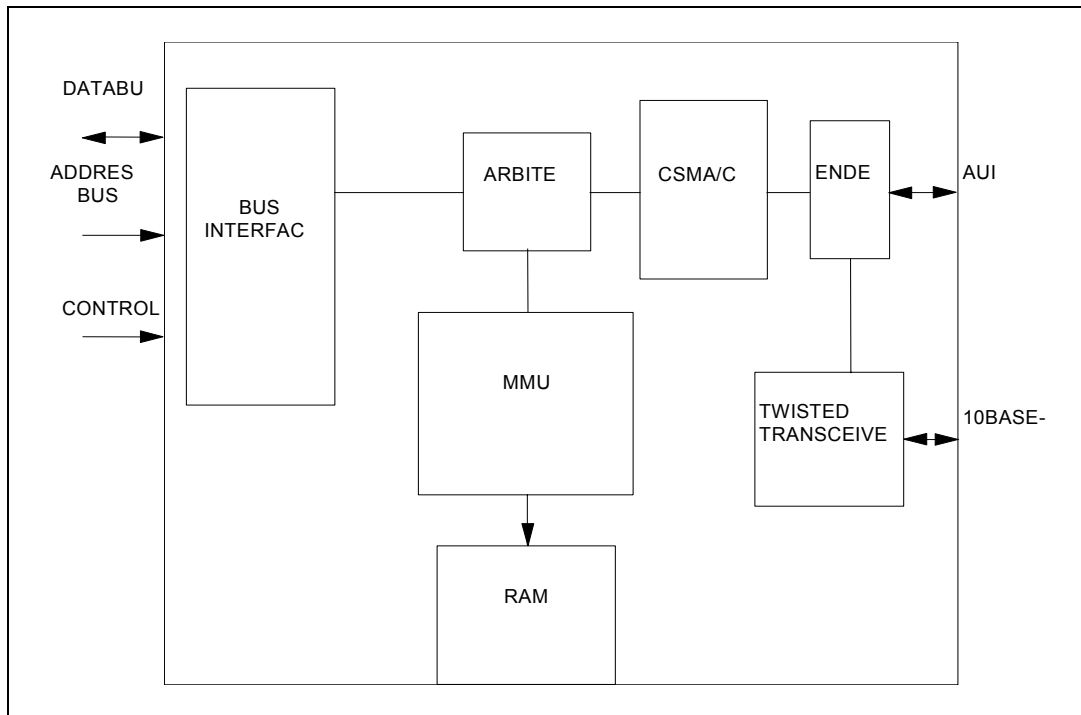 DATABU
ADDRES
BUS
CONTROL
BUS
INTERFAC
ARBITE
CSMA/C
ENDE
AUI
MMU
TWISTED
TRANSCEIVE
10BASE-
RAM